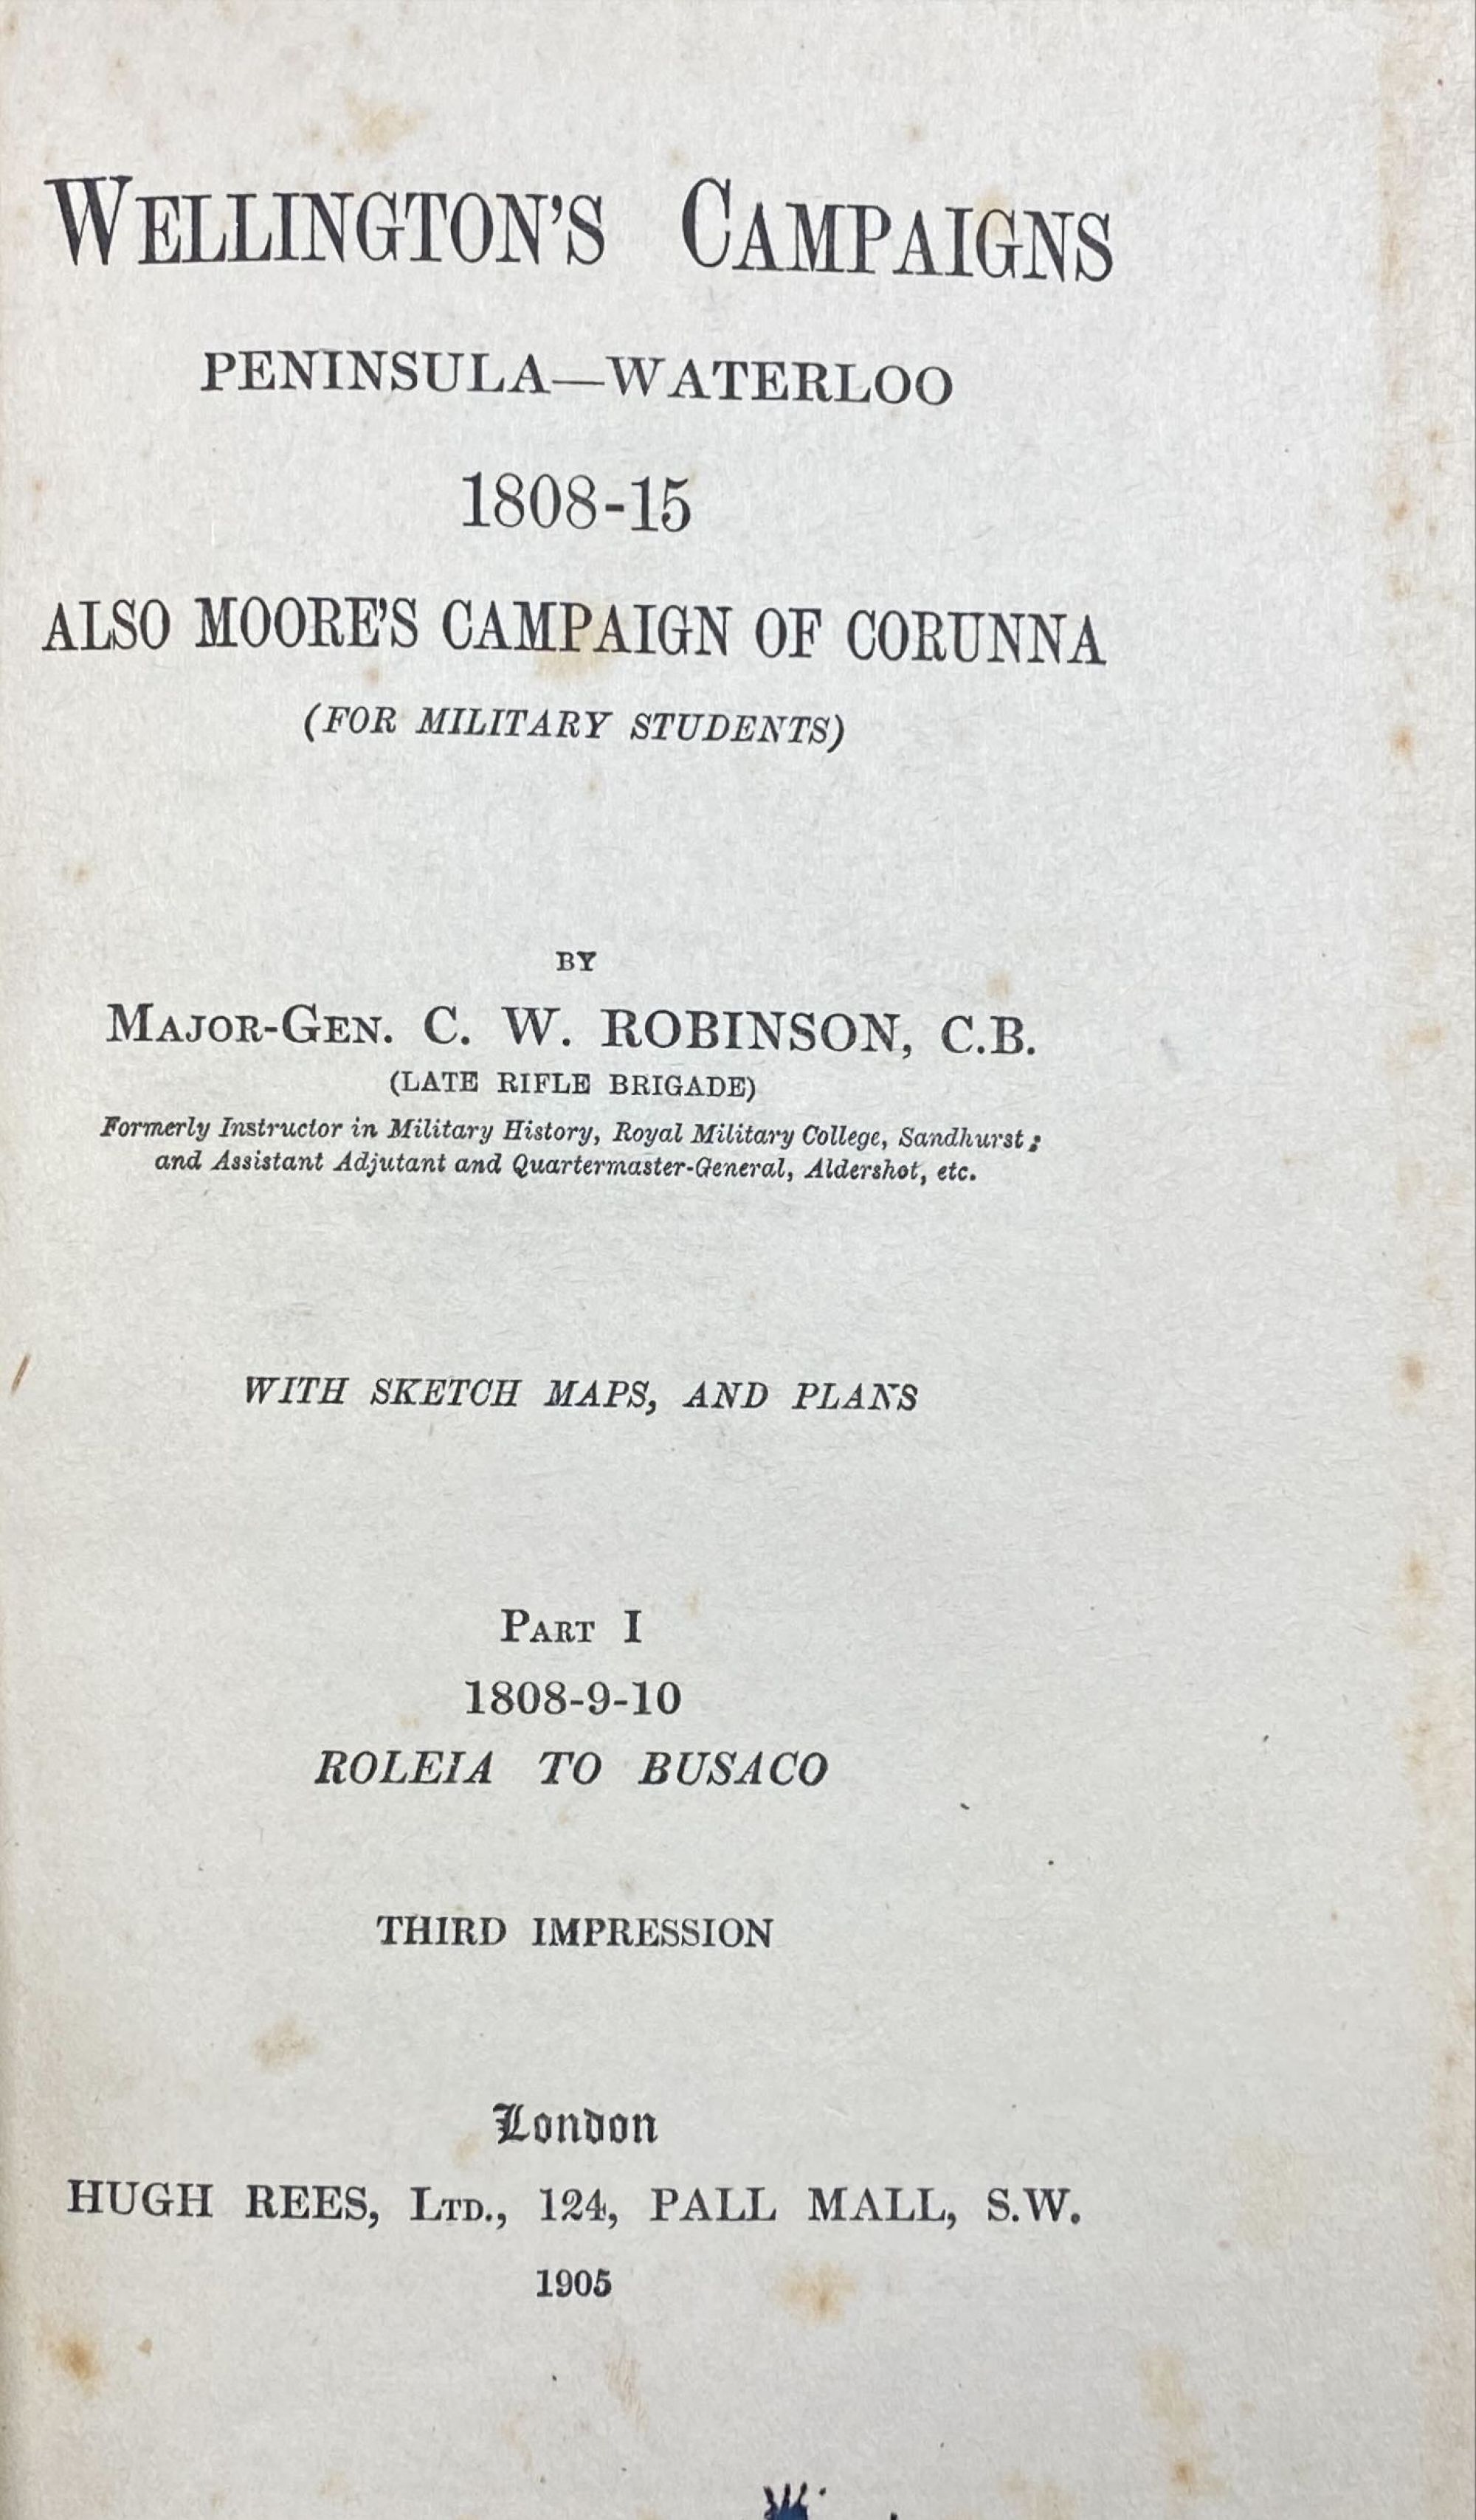 WELLINGTON'S CAMPAIGNS
PENINSULA—WATERLOO
1808-15
ALSO MOORE'S CAMPAIGN OF CORUNNA
(FOR MILITARY STUDENTS)
BY
MAJOR-GEN. C. W. ROBINSON, C.B.
(LATE RIFLE BRIGADE)
Formerly Instructor in Military History, Royal Military College, Sandhurst;
and Assistant Adjutant and Quartermaster-General, Aldershot, etc.
WITH SKETCH MAPS, AND PLANS
PART I
1808-9-10
ROLEIA TO BUSACO
THIRD IMPRESSION
London
HUGH REES, LTD., 124, PALL MALL, S.W.
1905